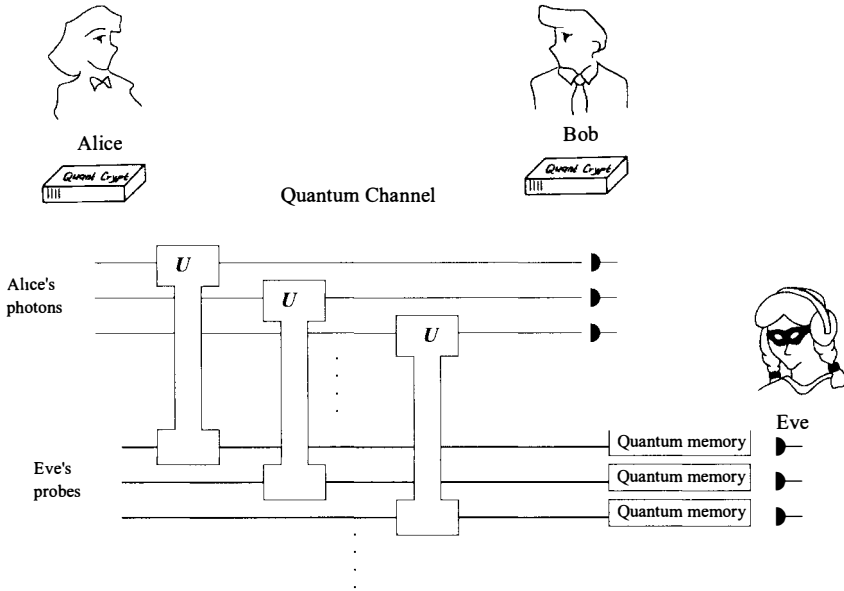 Alice
Bob
Quant Crypt
Quant Crypt
Quantum Channel
Alice's
photons
U
U
U
Eve
Eve's
probes
Quantum memory
Quantum memory
Quantum memory